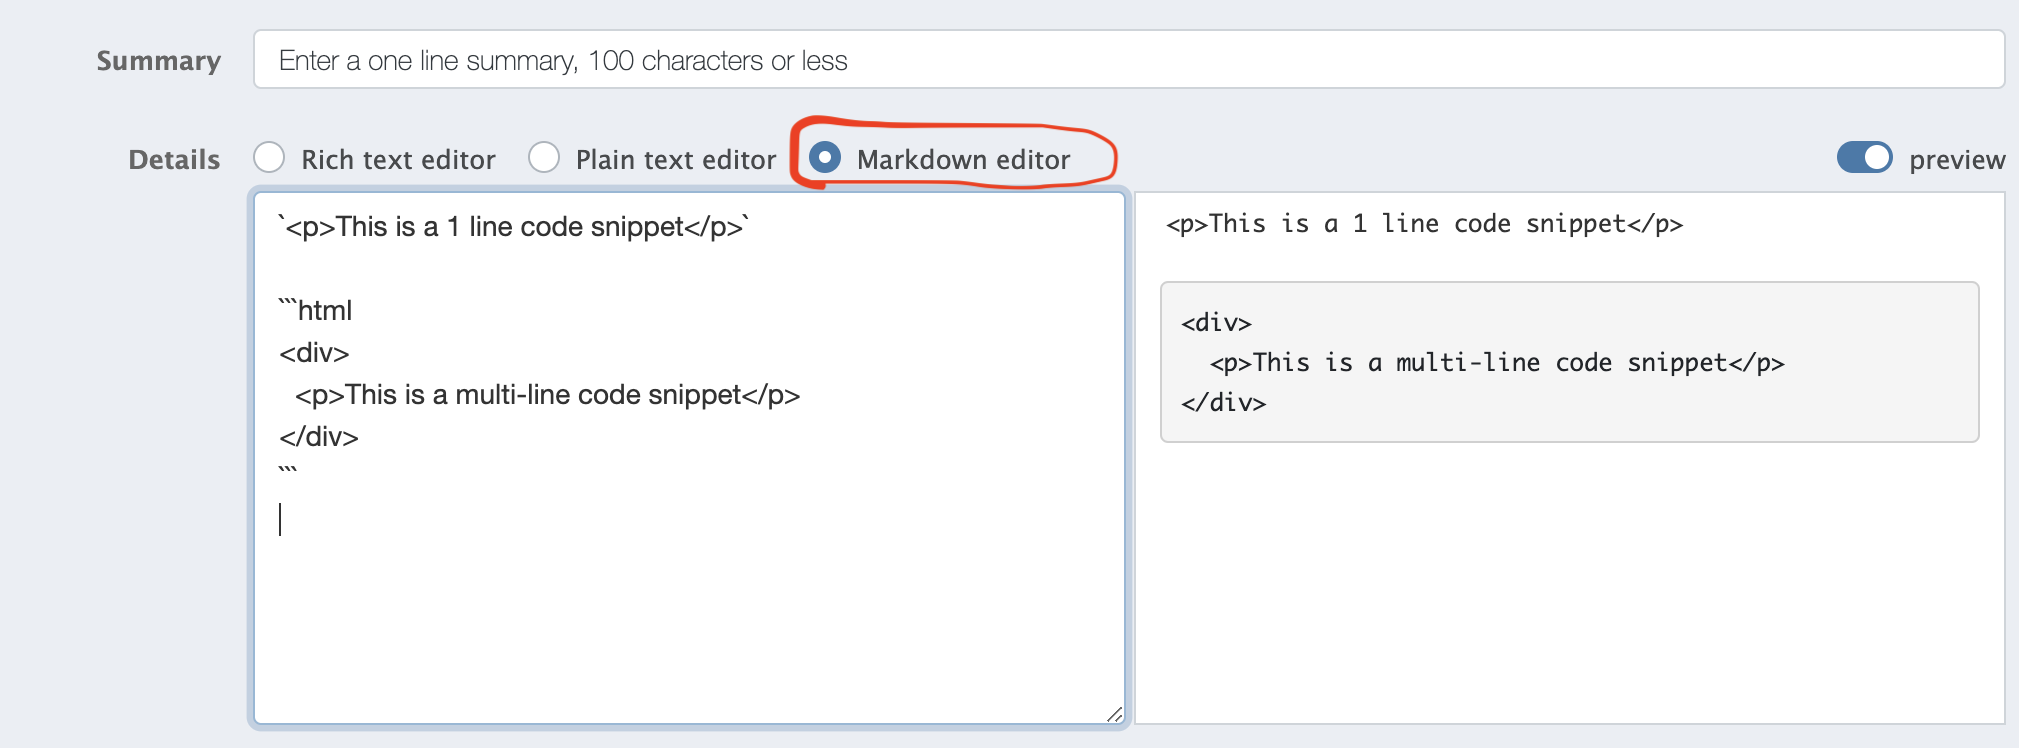 Summary
Enter a one line summary, 100 characters or less
Details
Rich text editor
Plain text editor
Markdown editor
preview
`<p>This is a 1 line code snippet</p>`
```html
<div>
  <p>This is a multi-line code snippet</p>
</div>
```
<p>This is a 1 line code snippet</p>
<div>
  <p>This is a multi-line code snippet</p>
</div>